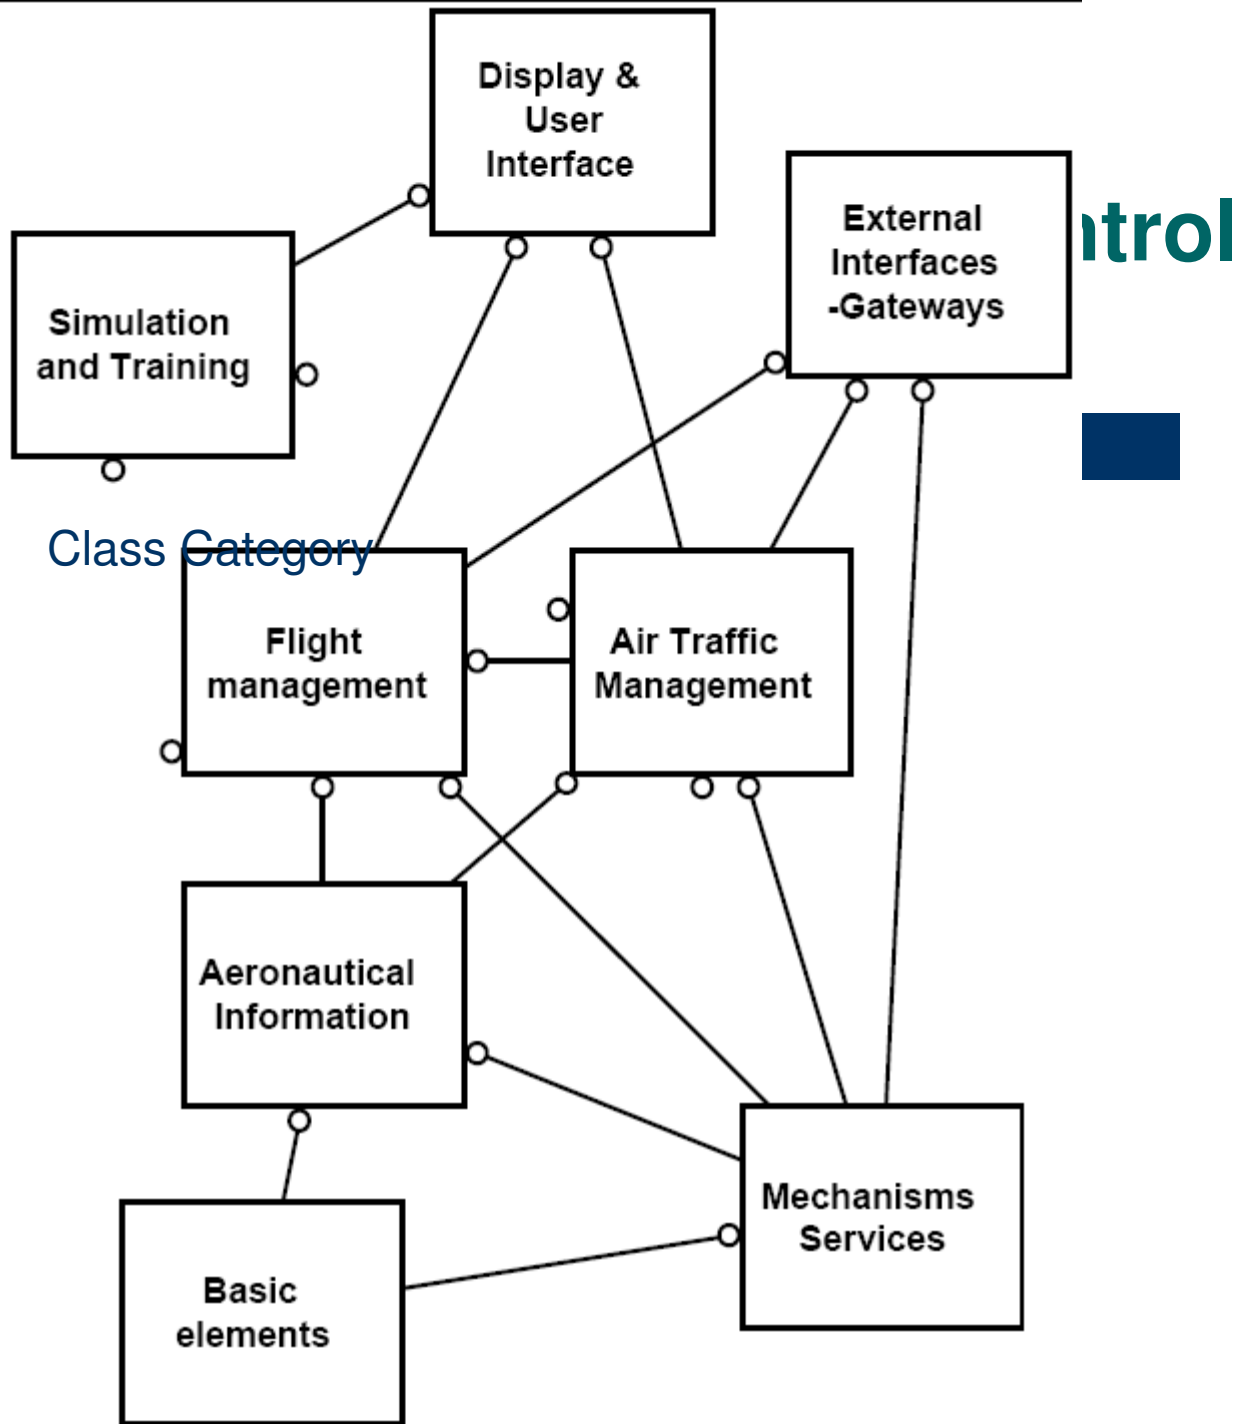 Display &
User
Interface
External
Interfaces
-Gateways
ntrol
Simulation
and Training
Class Category
Flight
management
Air Traffic
Management
Aeronautical
Information
Mechanisms
Services
Basic
elements